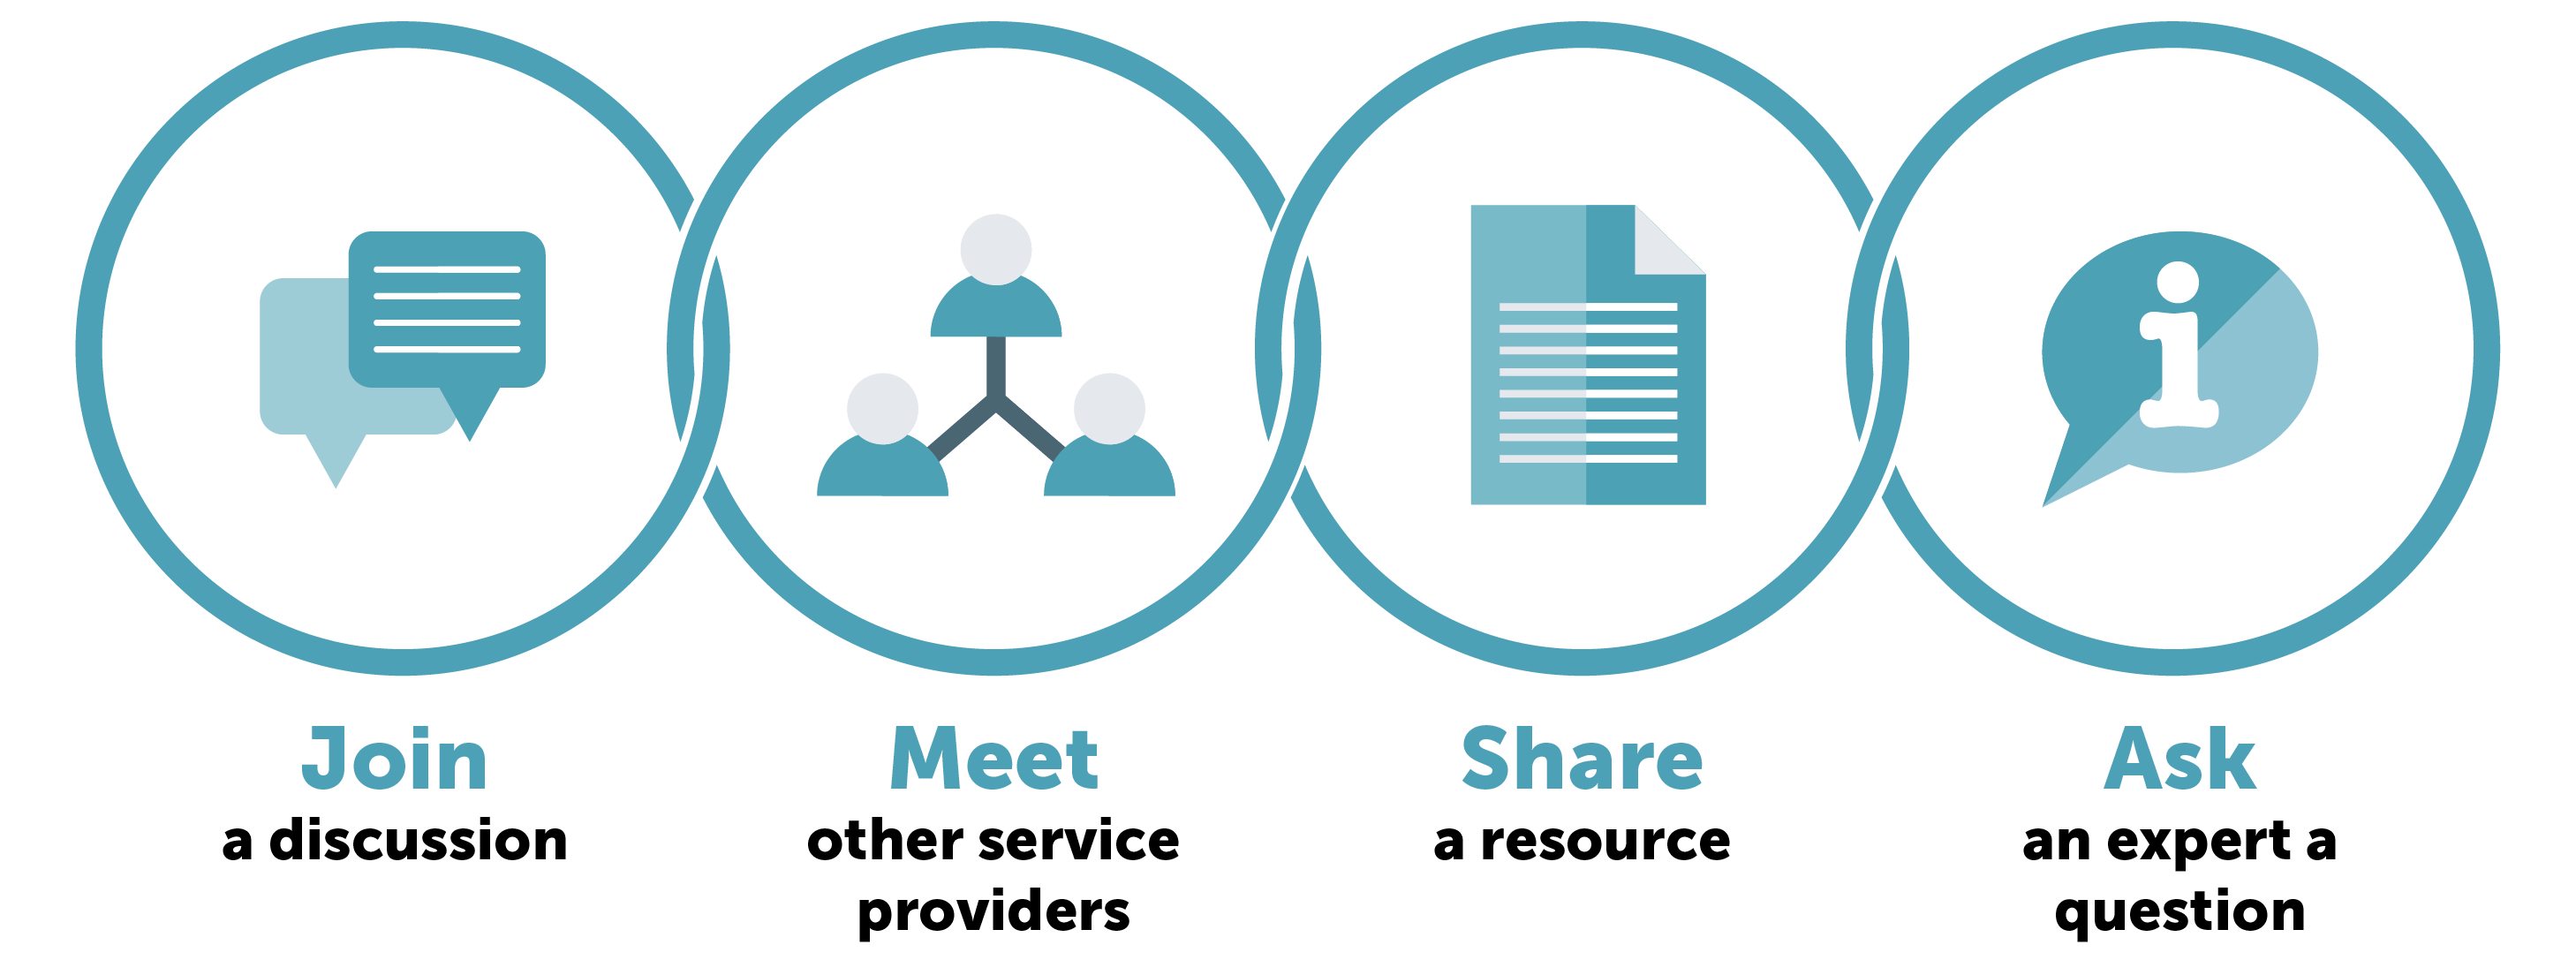 Join
a discussion
Meet
other service
providers
Share
a resource
Ask
an expert a
question